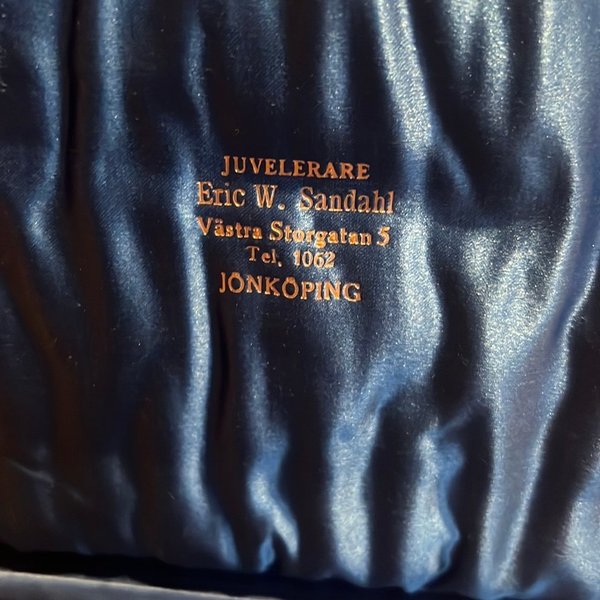 JUVELERARE
Eric W. Sandahl
Västra Storgatan 5
Tel. 1062
JÖNKÖPING